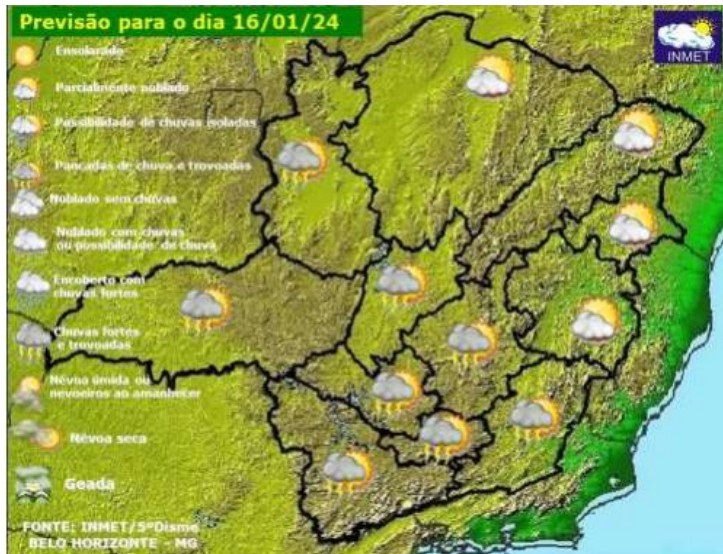 Previsão para o dia 16/01/24
INMET
Ensolarado
Parcialmente nublado
Possibilidade de chuvas isoladas
Pancadas de chuva e trovoadas
Nublado sem chuvas
Nublado com chuvas
ou possibilidade de chuva
Encoberto com
chuvas fortes
Chuvas fortes
e trovoadas
Névoa úmida ou
nevoeiros ao amanhecer
Névoa seca
Geada
FONTE: INMET/5ºDisme
BELO HORIZONTE - MG